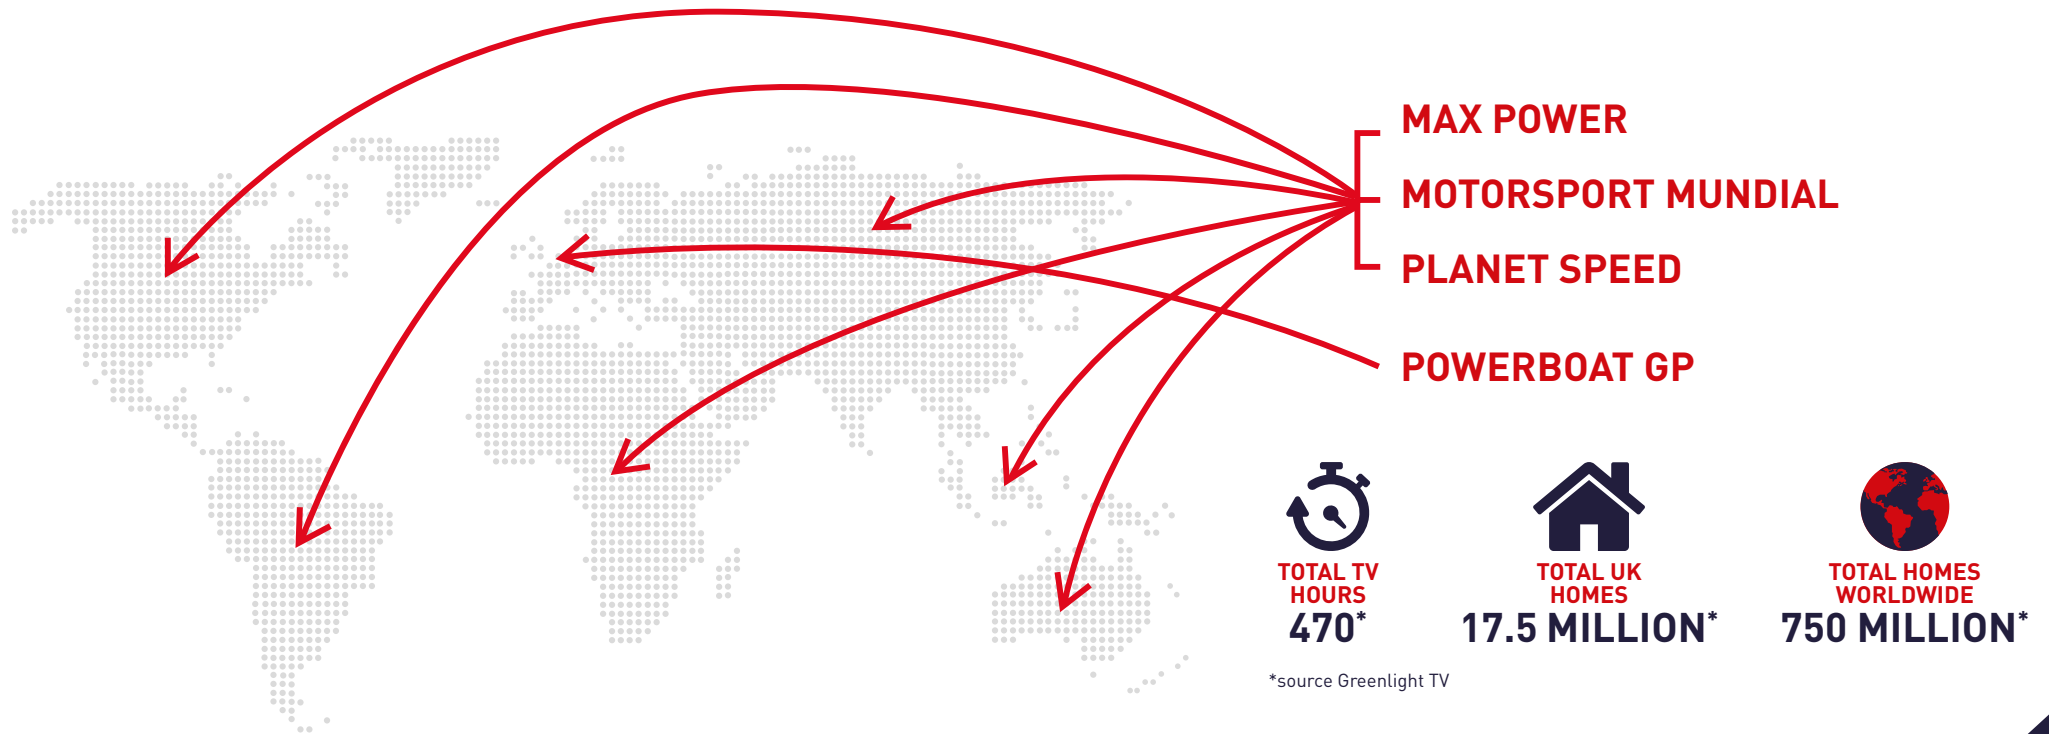 MAX POWER
MOTORSPORT MUNDIAL
PLANET SPEED
POWERBOAT GP
TOTAL TV
HOURS
470*
TOTAL UK
HOMES
17.5 MILLION*
TOTAL HOMES
WORLDWIDE
750 MILLION*
*source Greenlight TV